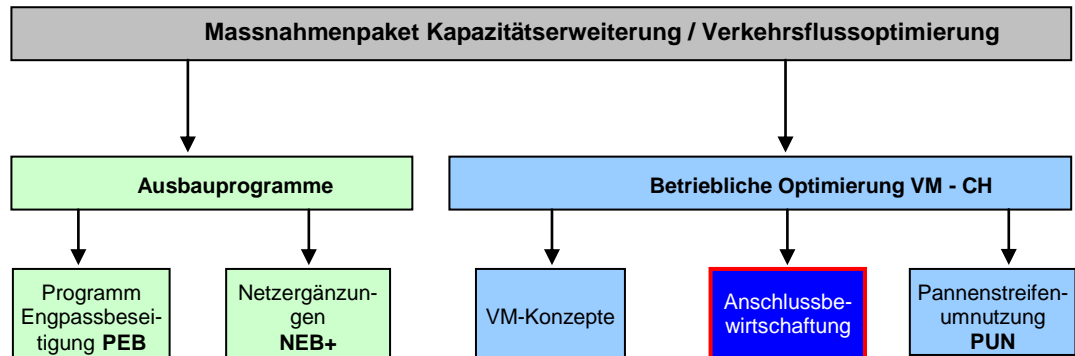 Massnahmenpaket Kapazitätserweiterung / Verkehrsflussoptimierung
Ausbauprogramme
Betriebliche Optimierung VM - CH
Programm
Engpassbesei-
tigung PEB
Netzergänzun-
gen
NEB+
VM-Konzepte
Anschlussbe-
wirtschaftung
Pannenstreifen-
umnutzung
PUN